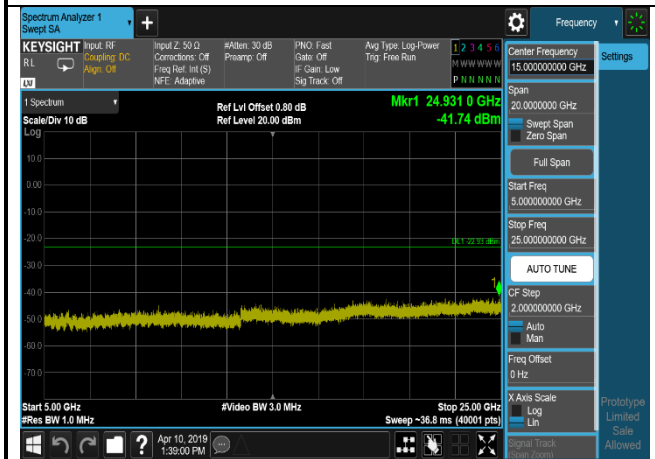 Spectrum Analyzer 1
Swept SA
+
Frequency
KEYSIGHT
RL
LVI
Input: RF
Coupling: DC
Align: Off
Input Z: 50 Ω
Corrections: Off
Freq Ref: Int (S)
NFE: Adaptive
#Atten: 30 dB
Preamp: Off
PNO: Fast
Gate: Off
IF Gain: Low
Sig Track: Off
Avg Type: Log-Power
Trig: Free Run
1 2 3 4 5 6
M W W W W W
P N N N N N
1 Spectrum
Scale/Div 10 dB
Log
Ref Lvl Offset 0.80 dB
Ref Level 20.00 dBm
Mkr1 24.931 0 GHz
-41.74 dBm
10.0
0.00
-10.0
-20.0
-30.0
-40.0
-50.0
-60.0
-70.0
DL1 -22.93 dBm
1
Start 5.00 GHz
#Res BW 1.0 MHz
#Video BW 3.0 MHz
Stop 25.00 GHz
Sweep ~36.8 ms (40001 pts)
Center Frequency
15.000000000 GHz
Span
20.0000000 GHz
Swept Span
Zero Span
Full Span
Start Freq
5.000000000 GHz
Stop Freq
25.000000000 GHz
AUTO TUNE
CF Step
2.000000000 GHz
Auto
Man
Freq Offset
0 Hz
X Axis Scale
Log
Lin
Signal Track
(Span Zoom)
Settings
Prototype
Limited
Sale
Allowed
?
Apr 10, 2019
1:39:00 PM